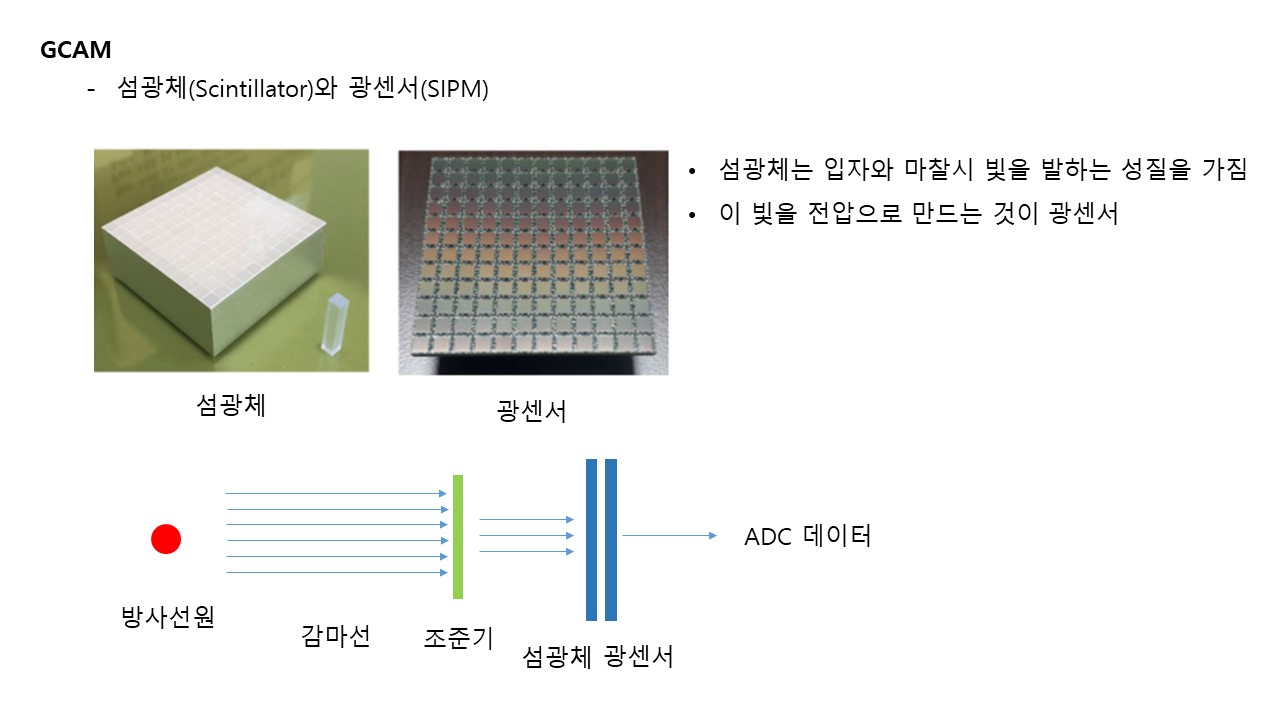 GCAM
- 섬광체(Scintillator)와 광센서(SIPM)
• 섬광체는 입자와 마찰시 빛을 발하는 성질을 가짐
• 이 빛을 전압으로 만드는 것이 광센서
섬광체
광센서
ADC 데이터
방사선원
감마선
조준기
섬광체
광센서